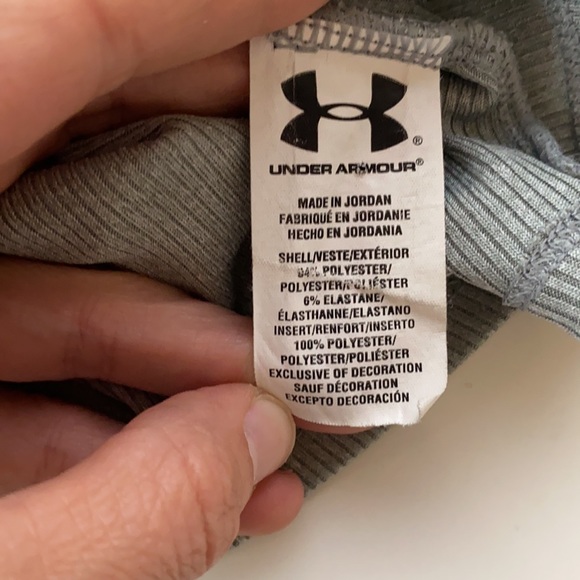 ®
UNDER ARMOUR®
MADE IN JORDAN
FABRIQUÉ EN JORDANIE
HECHO EN JORDANIA
SHELL/VESTE/EXTÉRIOR
94% POLYESTER/
POLYESTER/POLIÉSTER
6% ELASTANE/
ÉLASTHANNE/ELASTANO
INSERT/RENFORT/INSERTO
100% POLYESTER/
POLYESTER/POLIÉSTER
EXCLUSIVE OF DECORATION
SAUF DÉCORATION
EXCEPTO DECORACIÓN